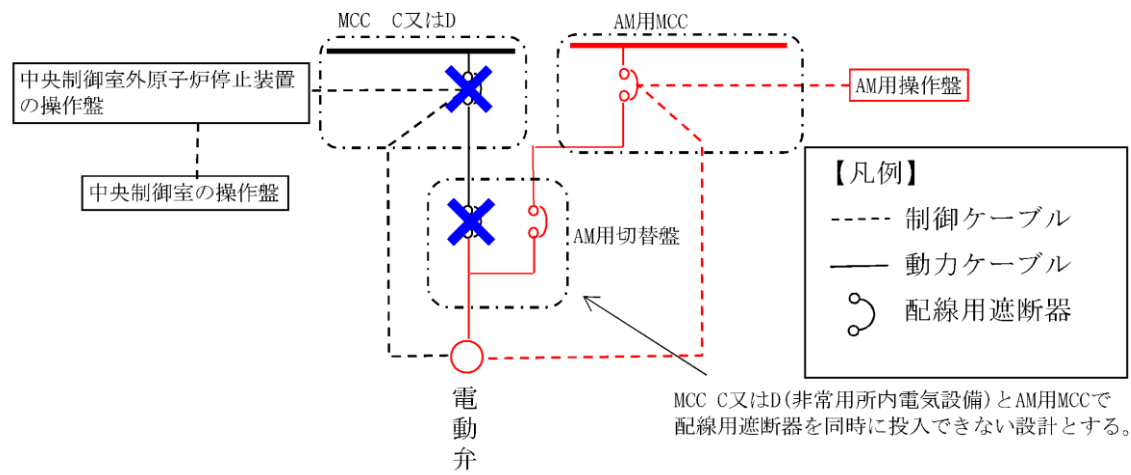 MCC C又はD
AM用MCC
中央制御室外原子炉停止装置
の操作盤
AM用操作盤
中央制御室の操作盤
AM用切替盤
【凡例】
制御ケーブル
動力ケーブル
配線用遮断器
電
動
弁
MCC C又はD(非常用所内電気設備)とAM用MCCで
配線用遮断器を同時に投入できない設計とする。